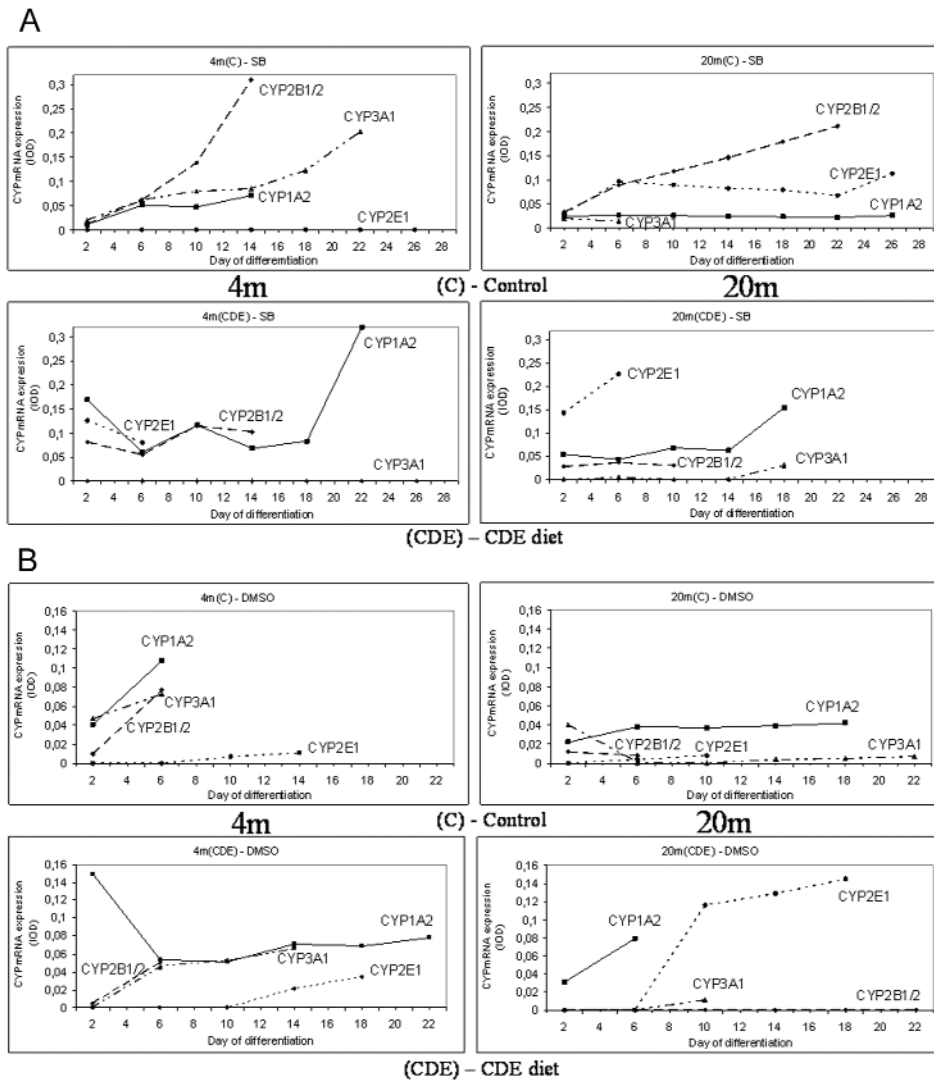 A
4m(C) - SB
CYPmRNA expression
(IOD)
0,3
0,25
0,2
0,15
0,1
0,05
0
CYP2B1/2
CYP3A1
CYP1A2
CYP2E1
2 6 10 14 18 22 26 28
Day of differentiation
20m(C) - SB
CYPmRNA expression
(IOD)
0,3
0,25
0,2
0,15
0,1
0,05
0
CYP2B1/2
CYP2E1
CYP1A2
CYP3A1
2 4 6 8 10 12 14 16 18 20 22 24 26 28
Day of differentiation
4m (C) - Control 20m
4m(CDE) - SB
CYPmRNA expression
(IOD)
0,3
0,25
0,2
0,15
0,1
0,05
0
CYP1A2
CYP2E1
CYP2B1/2
CYP3A1
2 4 6 8 10 12 14 16 18 20 22 24 26 28
Day of differentiation
20m(CDE) - SB
CYPmRNA expression
(IOD)
0,3
0,25
0,2
0,15
0,1
0,05
0
CYP2E1
CYP1A2
CYP2B1/2
CYP3A1
2 4 6 8 10 12 14 16 18 20 22 24 26 28
Day of differentiation
(CDE) – CDE diet
B
4m(C) - DMSO
CYPmRNA expression
(IOD)
0,16
0,14
0,12
0,1
0,08
0,06
0,04
0,02
0
CYP1A2
CYP3A1
CYP2B1/2
CYP2E1
2 4 6 8 10 12 14 16 18 20 22
Day of differentiation
20m(C) - DMSO
CYPmRNA expression
(IOD)
0,16
0,14
0,12
0,1
0,08
0,06
0,04
0,02
0
CYP1A2
CYP2B1/2
CYP2E1
CYP3A1
2 4 6 8 10 12 14 16 18 20 22
Day of differentiation
4m (C) - Control 20m
4m(CDE) - DMSO
CYPmRNA expression
(IOD)
0,16
0,14
0,12
0,1
0,08
0,06
0,04
0,02
0
CYP1A2
CYP2B1/2
CYP3A1
CYP2E1
2 4 6 8 10 12 14 16 18 20 22
Day of differentiation
20m(CDE) - DMSO
CYPmRNA expression
(IOD)
0,16
0,14
0,12
0,1
0,08
0,06
0,04
0,02
0
CYP2E1
CYP1A2
CYP3A1
CYP2B1/2
2 4 6 8 10 12 14 16 18 20 22
Day of differentiation
(CDE) – CDE diet